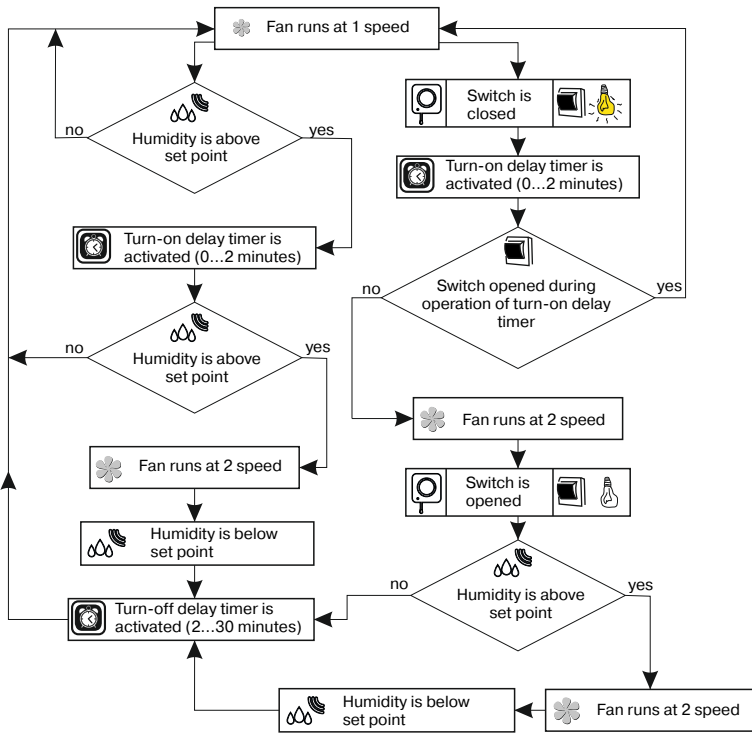 Fan runs at 1 speed
Humidity is above
set point
no
yes
Turn-on delay timer is
activated (0...2 minutes)
Humidity is above
set point
no
yes
Fan runs at 2 speed
Humidity is below
set point
Turn-off delay timer is
activated (2...30 minutes)
Switch is
closed
Turn-on delay timer is
activated (0...2 minutes)
Switch opened during
operation of turn-on delay
timer
no
yes
Fan runs at 2 speed
Switch is
opened
Humidity is above
set point
no
yes
Fan runs at 2 speed
Humidity is below
set point